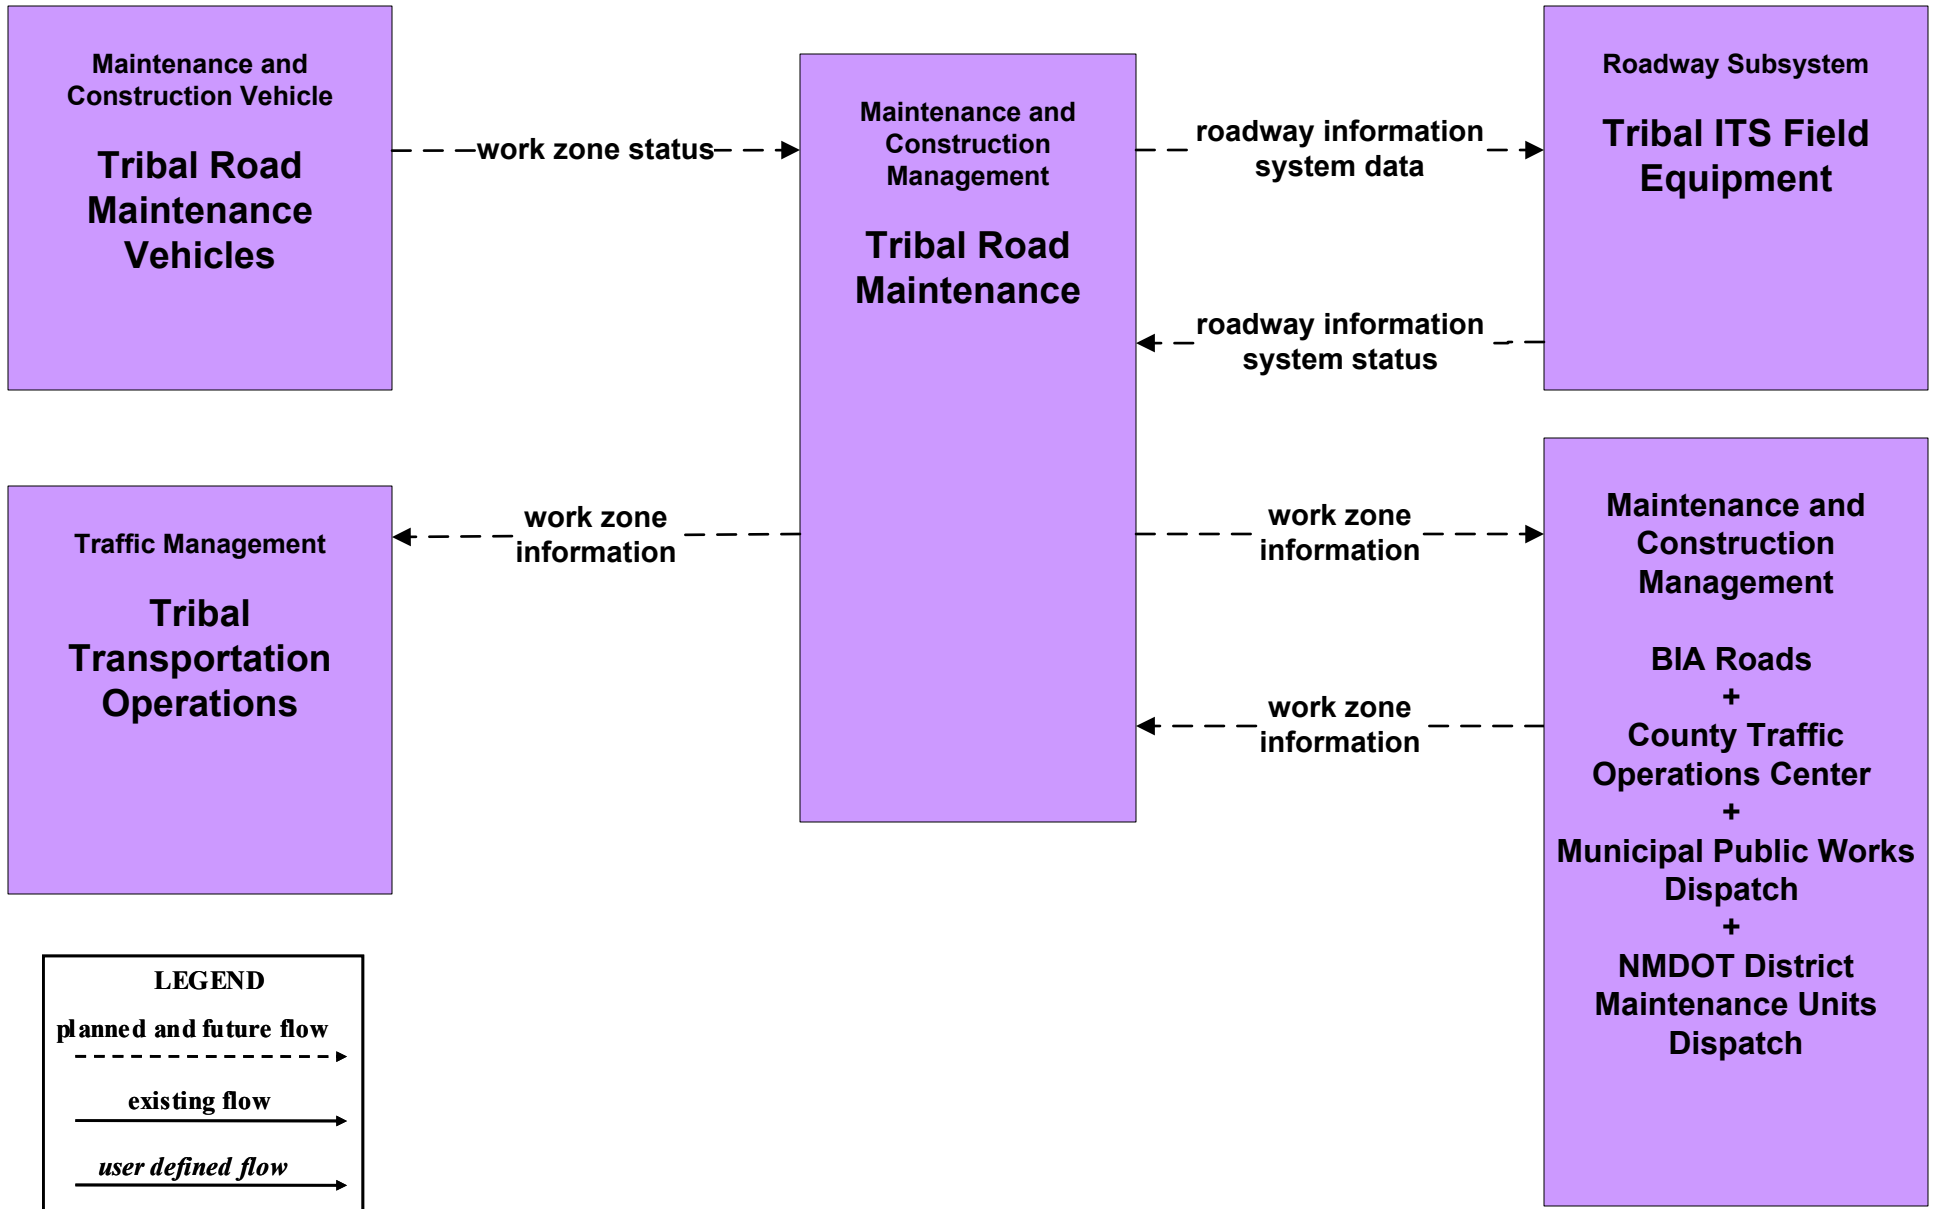 Maintenance and
Construction Vehicle
Tribal Road
Maintenance
Vehicles
work zone status
Maintenance and
Construction
Management
Tribal Road
Maintenance
roadway information
system data
Roadway Subsystem
Tribal ITS Field
Equipment
roadway information
system status
Traffic Management
Tribal
Transportation
Operations
work zone
information
work zone
information
work zone
information
Maintenance and
Construction
Management
BIA Roads
+
County Traffic
Operations Center
+
Municipal Public Works
Dispatch
+
NMDOT District
Maintenance Units
Dispatch
LEGEND
planned and future flow
existing flow
user defined flow